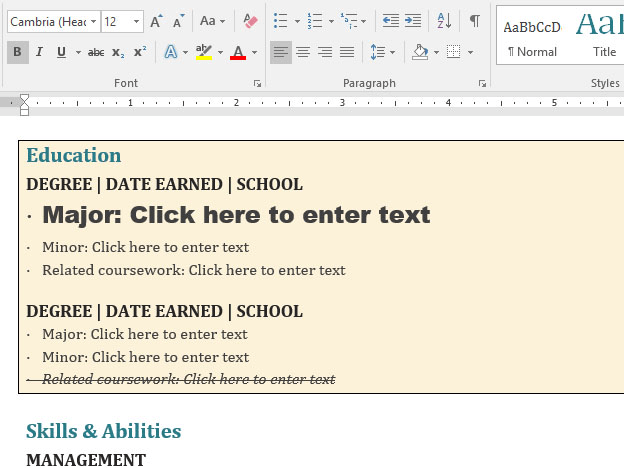 Cambria (Head 12 A A Aa
AaBbCcD AaB
B I U abc x₂ x² A ab A
¶ Normal Title
Font Paragraph Styles
1 2 3 4 5
Education
DEGREE | DATE EARNED | SCHOOL
· Major: Click here to enter text
· Minor: Click here to enter text
· Related coursework: Click here to enter text
DEGREE | DATE EARNED | SCHOOL
· Major: Click here to enter text
· Minor: Click here to enter text
· Related coursework: Click here to enter text
Skills & Abilities
MANAGEMENT